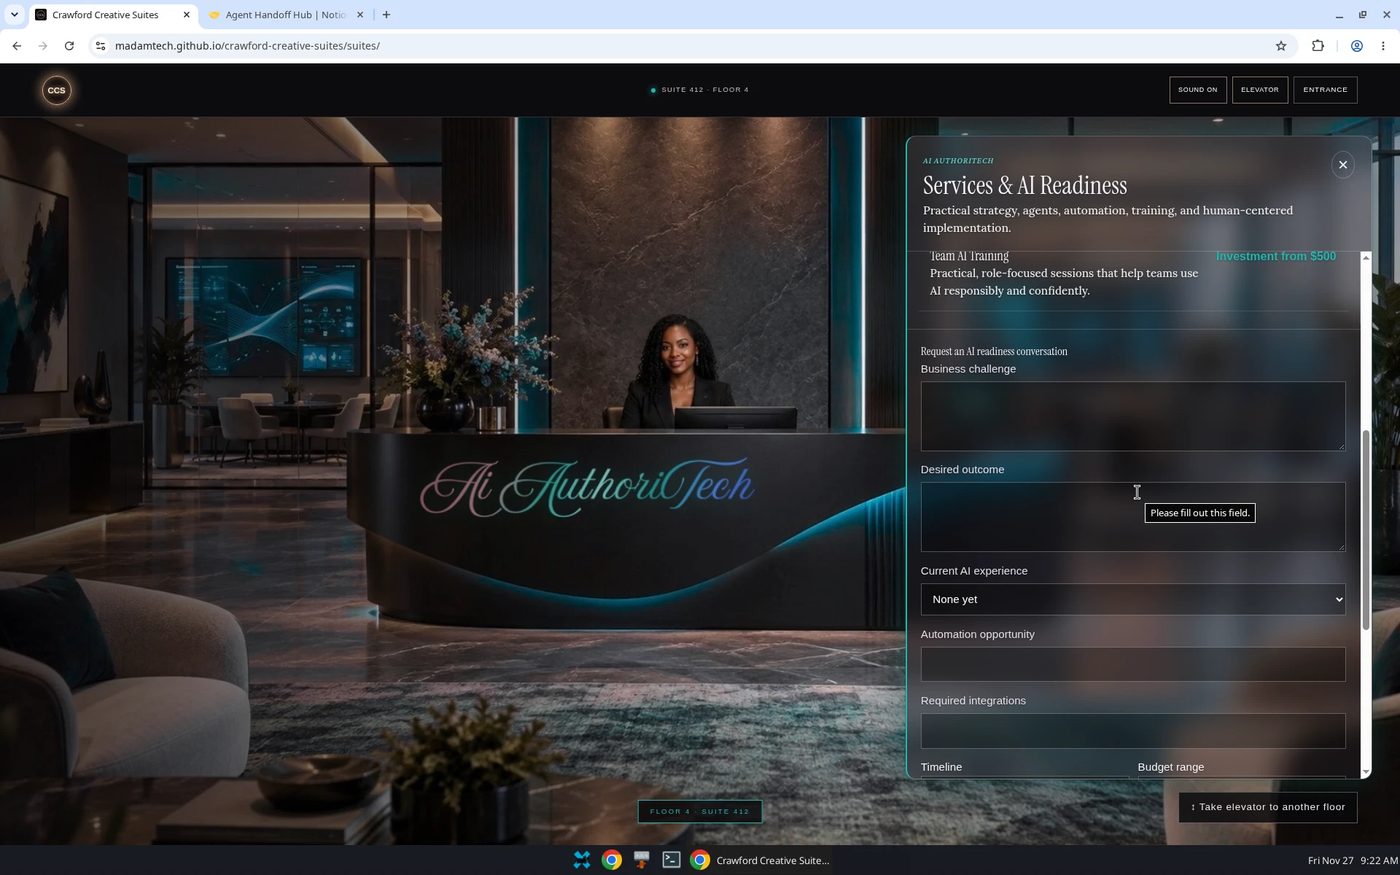 Crawford Creative Suites
Agent Handoff Hub | Notio
madamtech.github.io/crawford-creative-suites/suites/
CCS
SUITE 412 · FLOOR 4
SOUND ON
ELEVATOR
ENTRANCE
AI AUTHORITECH
Services & AI Readiness
Practical strategy, agents, automation, training, and human-centered
implementation.
Team AI Training
Investment from $500
Practical, role-focused sessions that help teams use
AI responsibly and confidently.
Request an AI readiness conversation
Business challenge
Desired outcome
Please fill out this field.
Current AI experience
None yet
Automation opportunity
Required integrations
Timeline
Budget range
Ai AuthoriTech
FLOOR 4 · SUITE 412
↕ Take elevator to another floor
Crawford Creative Suite...
Fri Nov 27 9:22 AM